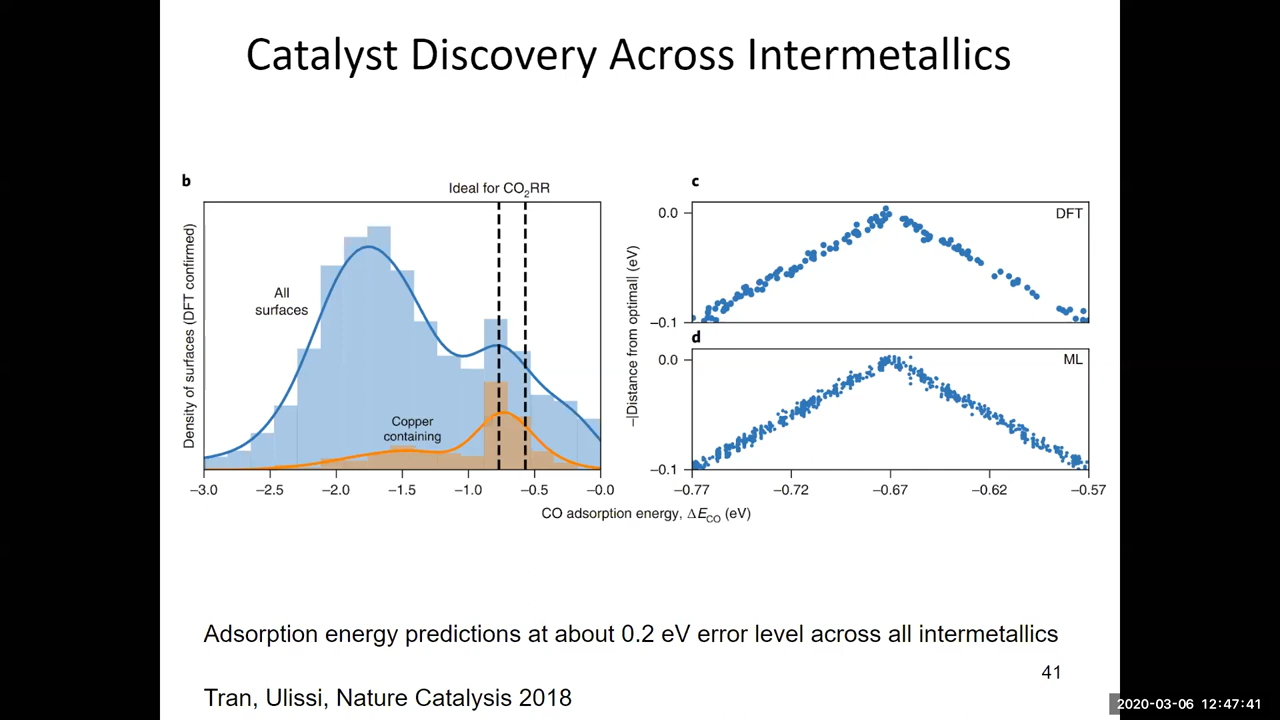 Catalyst Discovery Across Intermetallics
b
Ideal for CO₂RR
Density of surfaces (DFT confirmed)
All
surfaces
Copper
containing
–3.0 –2.5 –2.0 –1.5 –1.0 –0.5 –0.0
c
DFT
0.0
–0.1
–|Distance from optimal| (eV)
d
ML
0.0
–0.1
–0.77 –0.72 –0.67 –0.62 –0.57
CO adsorption energy, ΔE_CO (eV)
Adsorption energy predictions at about 0.2 eV error level across all intermetallics
41
Tran, Ulissi, Nature Catalysis 2018
2020-03-06 12:47:41